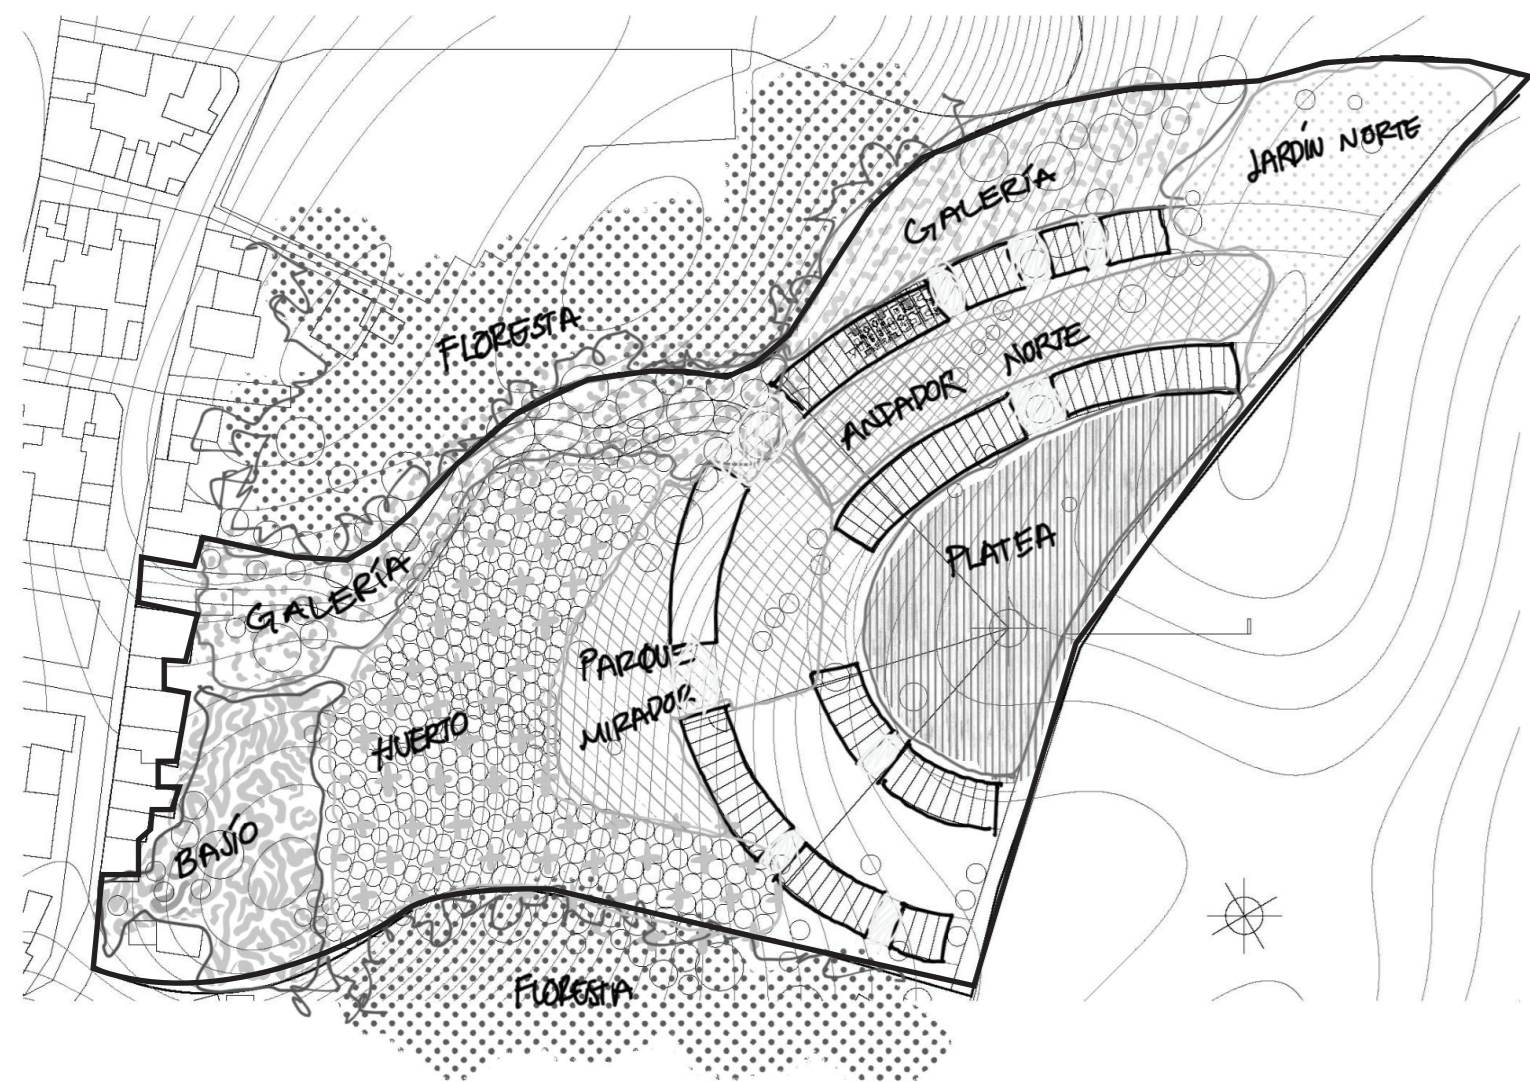 JARDÍN NORTE
GALERÍA
FLORESTA
ANDADOR NORTE
PLATEA
GALERÍA
PARQUE
MIRADOR
HUERTO
BAJÍO
FLORESTA